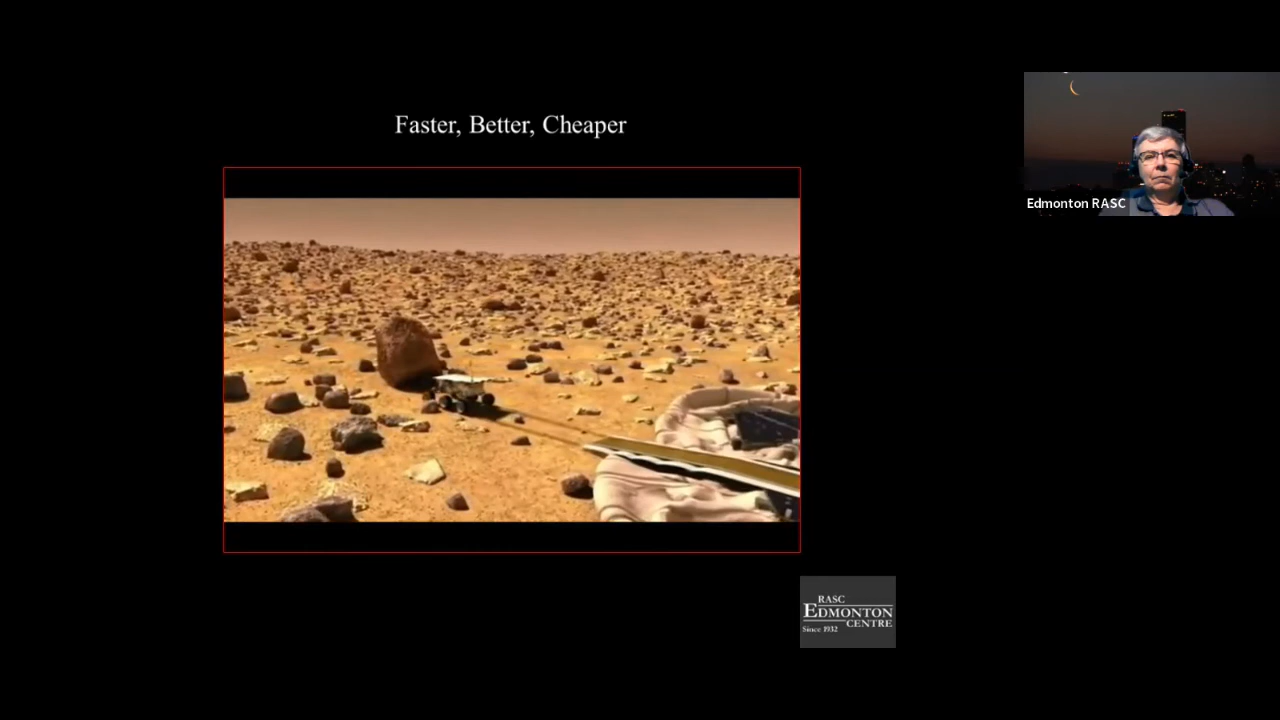 Faster, Better, Cheaper
Edmonton RASC
RASC
EDMONTON
CENTRE
Since 1932